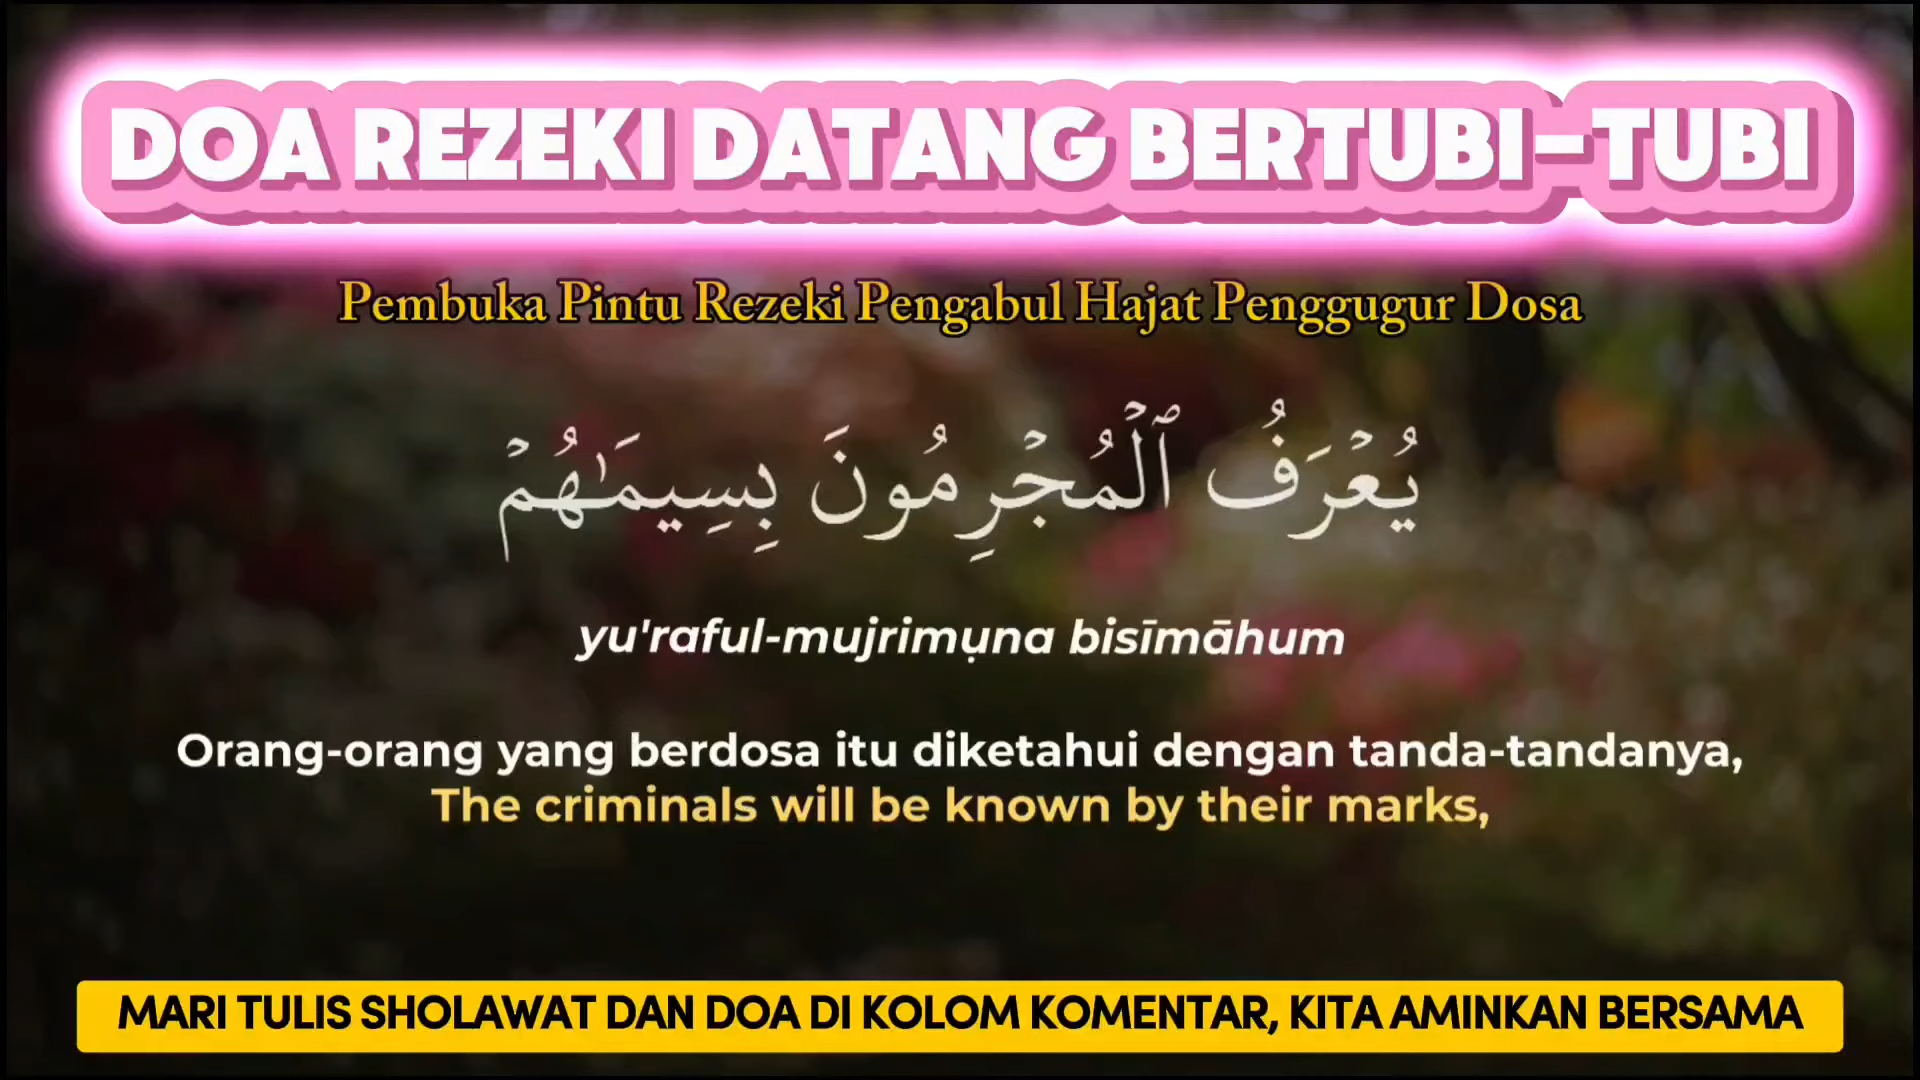 DOA REZEKI DATANG BERTUBI-TUBI
Pembuka Pintu Rezeki Pengabul Hajat Penggugur Dosa
يُعْرَفُ ٱلْمُجْرِمُونَ بِسِيمَـٰهُمْ
yu'raful-mujrimụna bisīmāhum
Orang-orang yang berdosa itu diketahui dengan tanda-tandanya,
The criminals will be known by their marks,
MARI TULIS SHOLAWAT DAN DOA DI KOLOM KOMENTAR, KITA AMINKAN BERSAMA